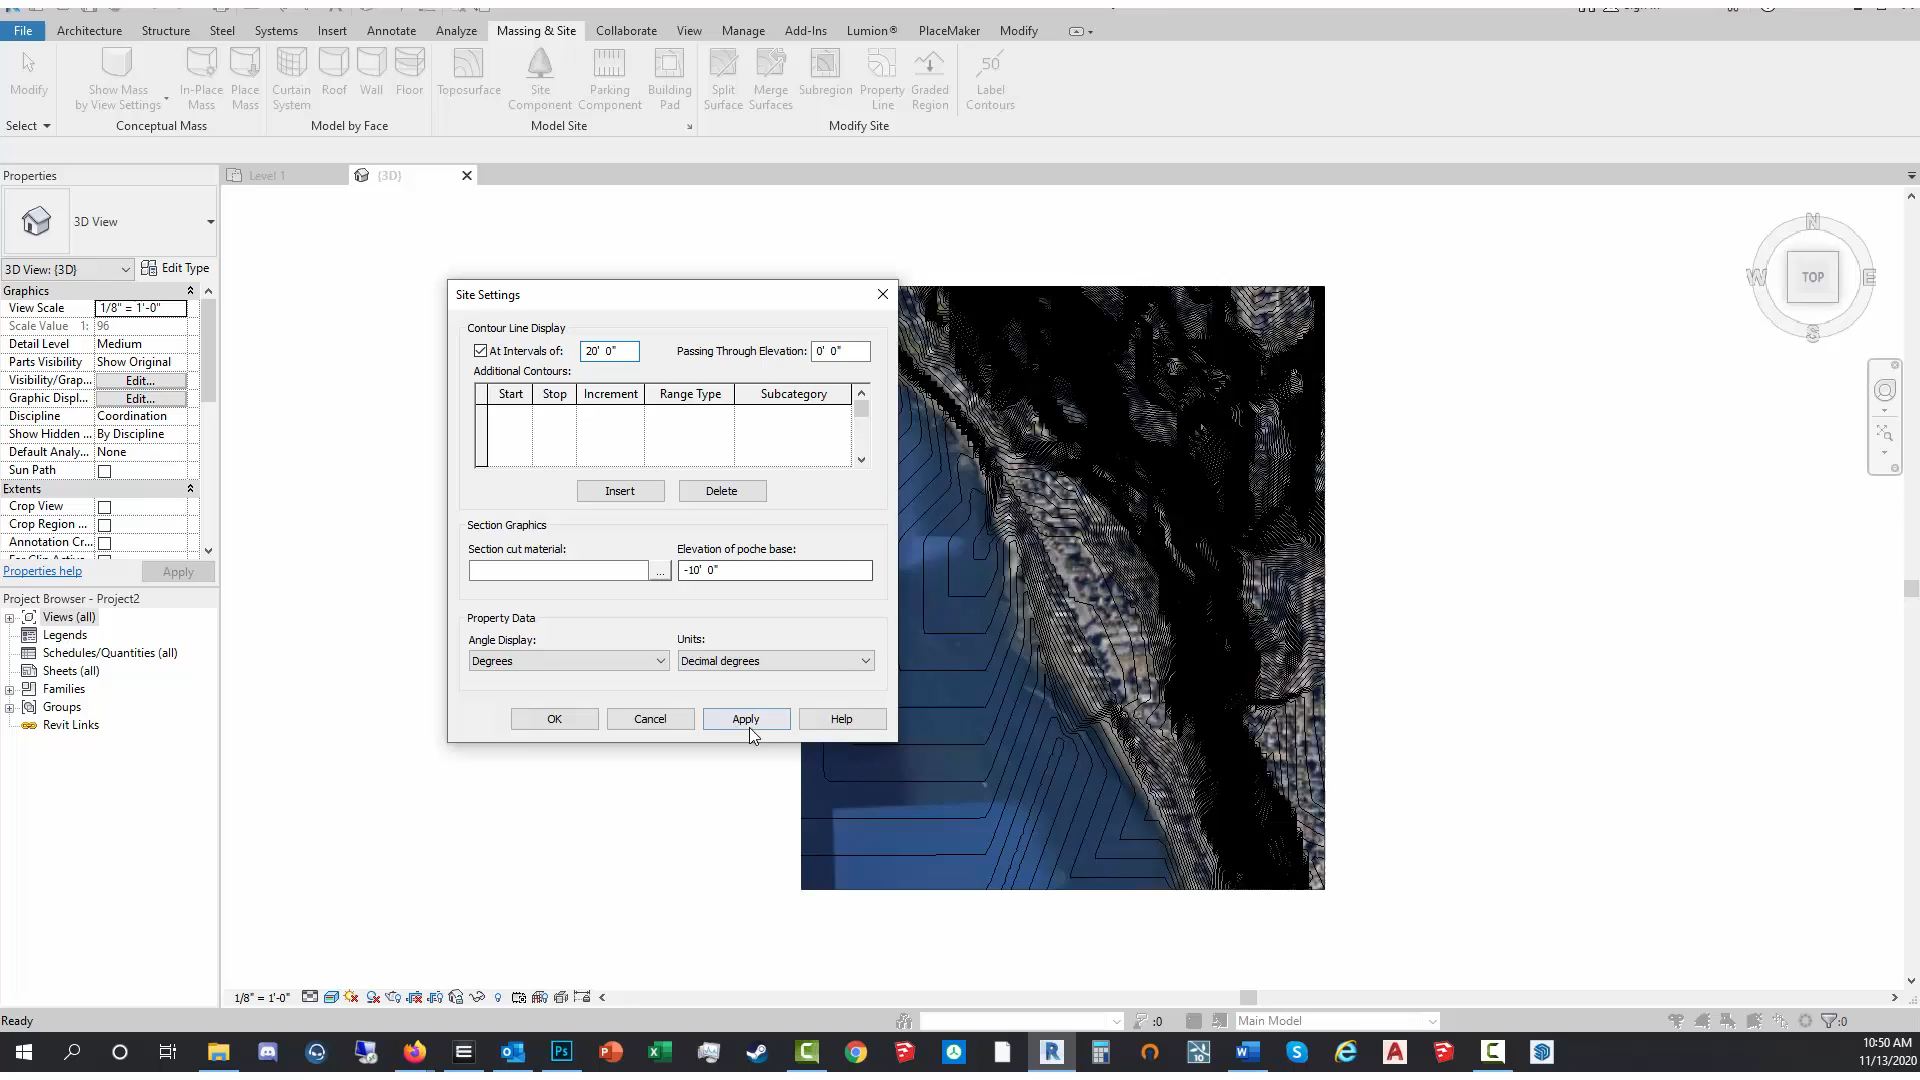 File Architecture Structure Steel Systems Insert Annotate Analyze Massing & Site Collaborate View Manage Add-Ins Lumion® PlaceMaker Modify
Modify
Show Mass
by View Settings
In-Place
Mass
Place
Mass
Curtain
System
Roof
Wall
Floor
Toposurface
Site
Component
Parking
Component
Building
Pad
Split
Surface
Merge
Surfaces
Subregion
Property
Line
Graded
Region
50
Label
Contours
Select
Conceptual Mass
Model by Face
Model Site
Modify Site
Properties
Level 1
{3D}
3D View
3D View: {3D}
Edit Type
Graphics
View Scale 1/8" = 1'-0"
Scale Value 1: 96
Detail Level Medium
Parts Visibility Show Original
Visibility/Grap... Edit...
Graphic Displ... Edit...
Discipline Coordination
Show Hidden ... By Discipline
Default Analy... None
Sun Path
Extents
Crop View
Crop Region ...
Annotation Cr...
Properties help
Apply
Project Browser - Project2
Views (all)
Legends
Schedules/Quantities (all)
Sheets (all)
Families
Groups
Revit Links
Site Settings
Contour Line Display
At Intervals of: 20' 0" Passing Through Elevation: 0' 0"
Additional Contours:
Start Stop Increment Range Type Subcategory
Insert Delete
Section Graphics
Section cut material: Elevation of poche base:
... -10' 0"
Property Data
Angle Display: Units:
Degrees Decimal degrees
OK Cancel Apply Help
N
W TOP E
S
1/8" = 1'-0"
Ready
:0
Main Model
:0
10:50 AM
11/13/2020